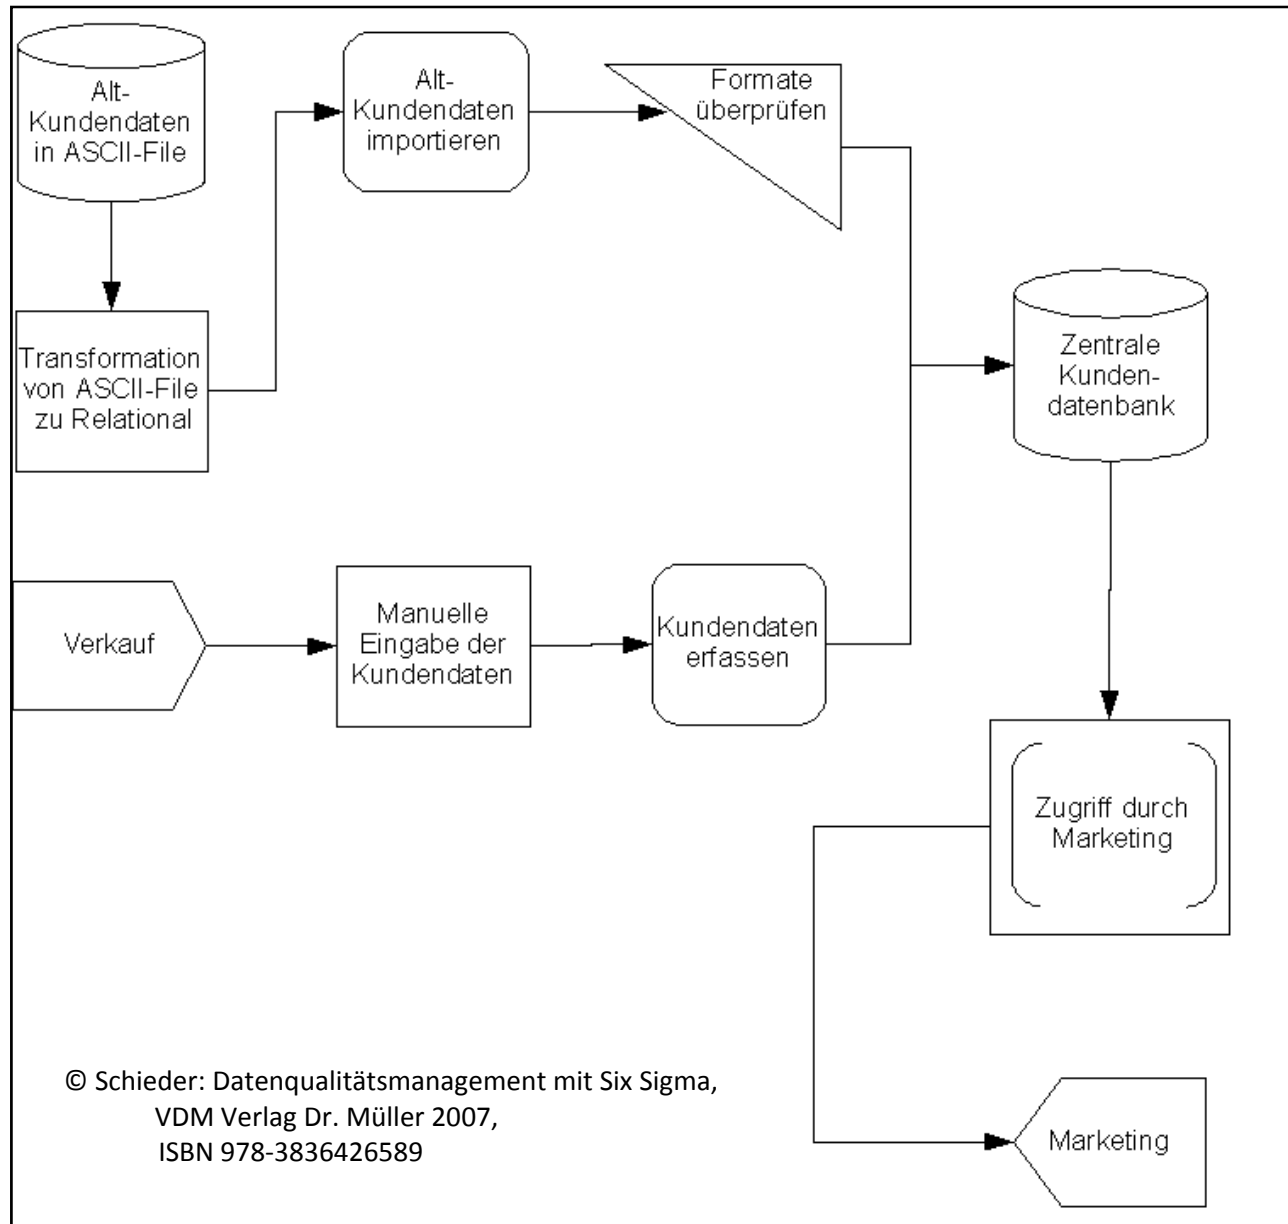 Alt-
Kundendaten
in ASCII-File
Alt-
Kundendaten
importieren
Formate
überprüfen
Transformation
von ASCII-File
zu Relational
Zentrale
Kunden-
datenbank
Verkauf
Manuelle
Eingabe der
Kundendaten
Kundendaten
erfassen
Zugriff durch
Marketing
© Schieder: Datenqualitätsmanagement mit Six Sigma,
VDM Verlag Dr. Müller 2007,
ISBN 978-3836426589
Marketing